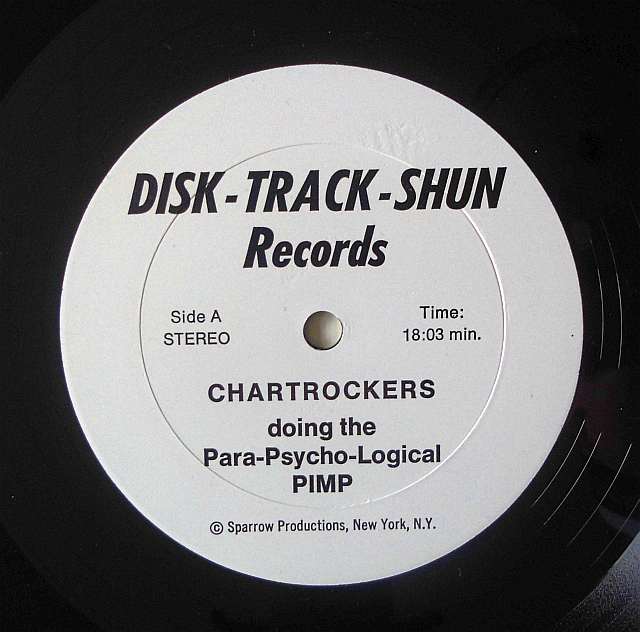 DISK-TRACK-SHUN
Records
Side A
STEREO
Time:
18:03 min.
CHARTROCKERS
doing the
Para-Psycho-Logical
PIMP
© Sparrow Productions, New York, N.Y.